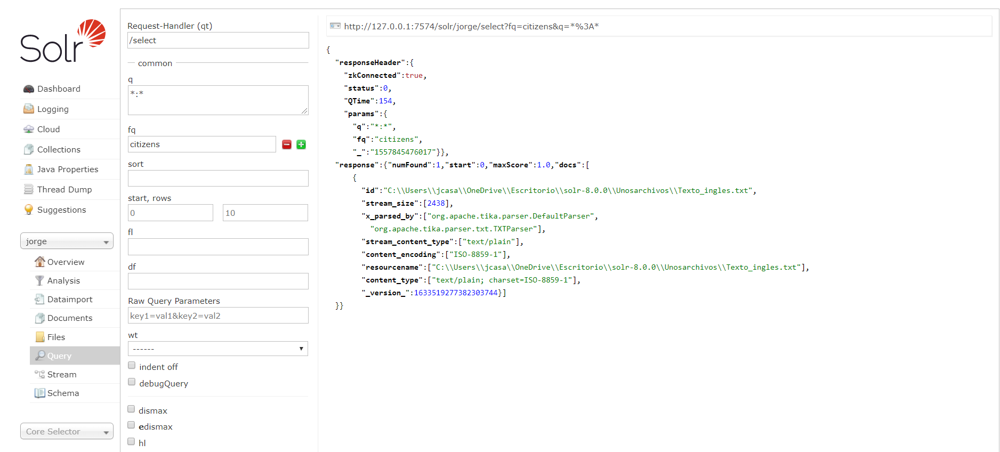 Solr
Dashboard
Logging
Cloud
Collections
Java Properties
Thread Dump
Suggestions
jorge
Overview
Analysis
Dataimport
Documents
Files
Query
Stream
Schema
Core Selector
Request-Handler (qt)
/select
common
q
*:*
fq
citizens
sort
start, rows
0 10
fl
df
Raw Query Parameters
key1=val1&key2=val2
wt
------
indent off
debugQuery
dismax
edismax
hl
http://127.0.0.1:7574/solr/jorge/select?fq=citizens&q=*%3A*
{
"responseHeader":{
"zkConnected":true,
"status":0,
"QTime":154,
"params":{
"q":"*:*",
"fq":"citizens",
"_":"1557845476017"}},
"response":{"numFound":1,"start":0,"maxScore":1.0,"docs":[
{
"id":"C:\\Users\\jcasa\\OneDrive\\Escritorio\\solr-8.0.0\\Unosarchivos\\Texto_ingles.txt",
"stream_size":[2438],
"x_parsed_by":["org.apache.tika.parser.DefaultParser",
"org.apache.tika.parser.txt.TXTParser"],
"stream_content_type":["text/plain"],
"content_encoding":["ISO-8859-1"],
"resourcename":["C:\\Users\\jcasa\\OneDrive\\Escritorio\\solr-8.0.0\\Unosarchivos\\Texto_ingles.txt"],
"content_type":["text/plain; charset=ISO-8859-1"],
"_version_":1633519277382303744}]
}}